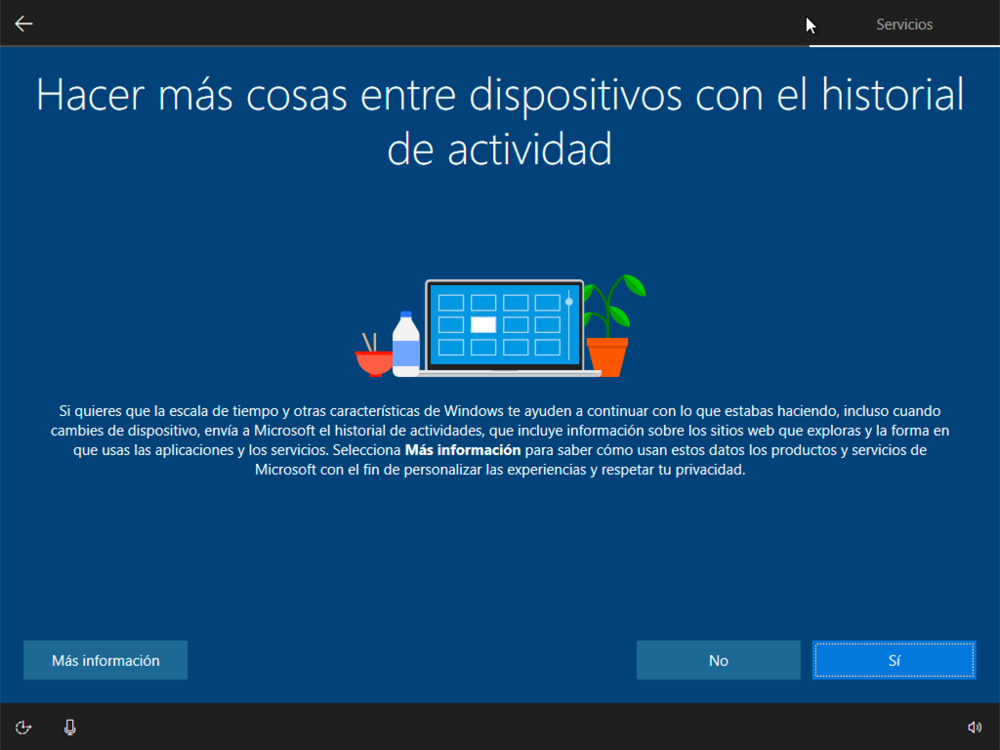 Servicios
Hacer más cosas entre dispositivos con el historial
de actividad
Si quieres que la escala de tiempo y otras características de Windows te ayuden a continuar con lo que estabas haciendo, incluso cuando
cambies de dispositivo, envía a Microsoft el historial de actividades, que incluye información sobre los sitios web que exploras y la forma en
que usas las aplicaciones y los servicios. Selecciona Más información para saber cómo usan estos datos los productos y servicios de
Microsoft con el fin de personalizar las experiencias y respetar tu privacidad.
Más información
No
Sí